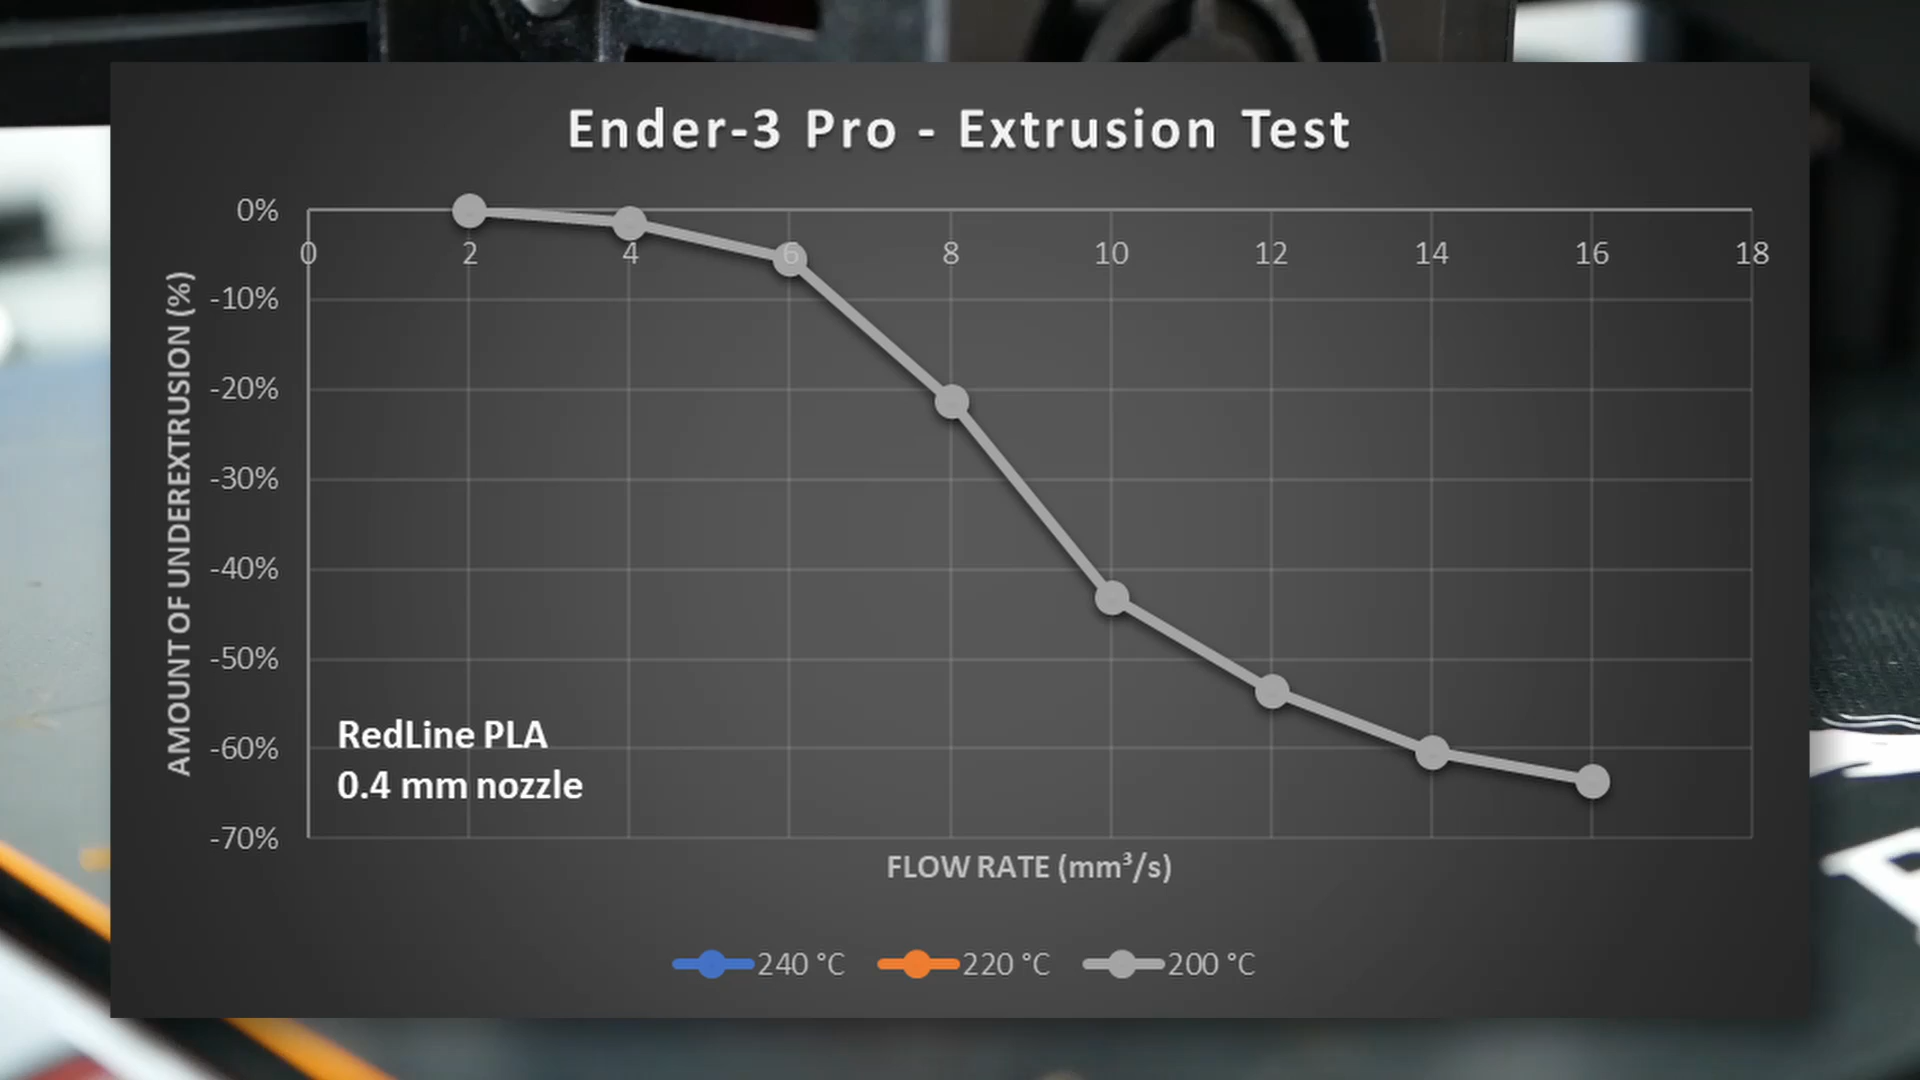 Ender-3 Pro - Extrusion Test
0%
0 2 4 6 8 10 12 14 16 18
-10%
-20%
-30%
-40%
-50%
-60%
-70%
AMOUNT OF UNDEREXTRUSION (%)
RedLine PLA
0.4 mm nozzle
FLOW RATE (mm³/s)
240 °C 220 °C 200 °C